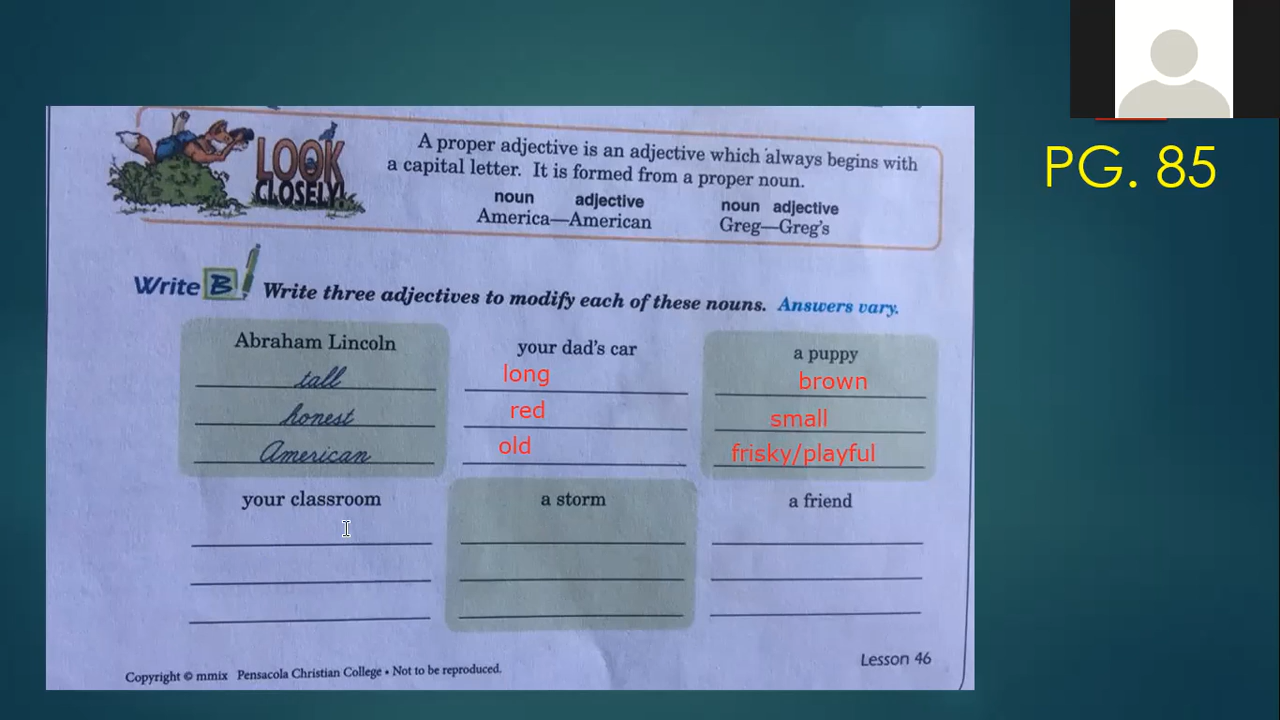 PG. 85
LOOK
CLOSELY!
A proper adjective is an adjective which always begins with
a capital letter. It is formed from a proper noun.
noun adjective noun adjective
America—American Greg—Greg's
Write B Write three adjectives to modify each of these nouns. Answers vary.
Abraham Lincoln
tall
honest
American
your dad's car
long
red
old
a puppy
brown
small
frisky/playful
your classroom
a storm
a friend
Lesson 46
Copyright © mmix Pensacola Christian College • Not to be reproduced.